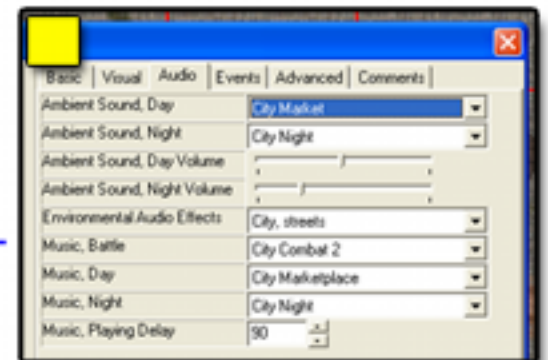 Basic Visual Audio Events Advanced Comments
Ambient Sound, Day City Market
Ambient Sound, Night City Night
Ambient Sound, Day Volume
Ambient Sound, Night Volume
Environmental Audio Effects City, streets
Music, Battle City Combat 2
Music, Day City Marketplace
Music, Night City Night
Music, Playing Delay 90